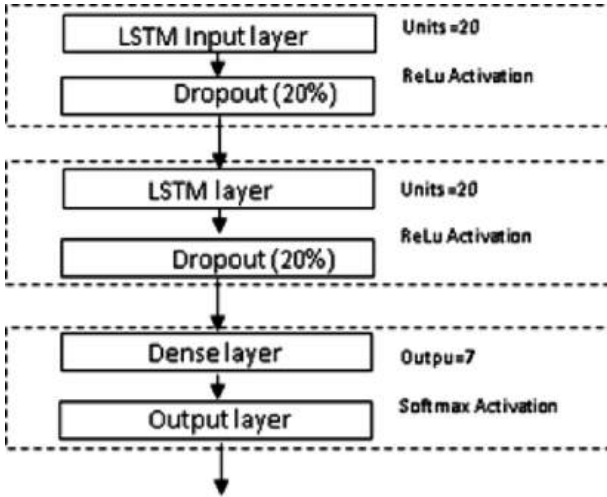 LSTM Input layer
Units=20
ReLu Activation
Dropout (20%)
LSTM layer
Units=20
ReLu Activation
Dropout (20%)
Dense layer
Outpu=7
Softmax Activation
Output layer